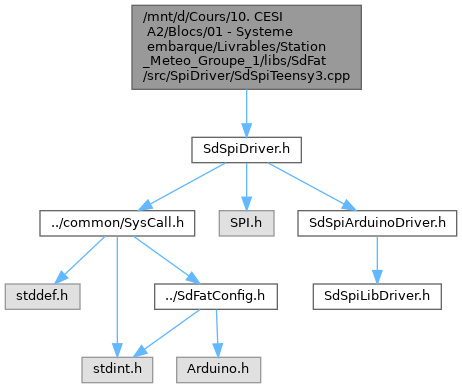 /mnt/d/Cours/10. CESI
A2/Blocs/01 - Systeme
embarque/Livrables/Station
_Meteo_Groupe_1/libs/SdFat
/src/SpiDriver/SdSpiTeensy3.cpp
SdSpiDriver.h
../common/SysCall.h
SPI.h
SdSpiArduinoDriver.h
stddef.h
../SdFatConfig.h
SdSpiLibDriver.h
stdint.h
Arduino.h